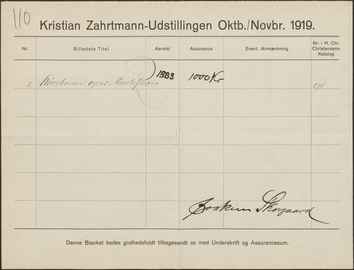 110
Kristian Zahrtmann-Udstillingen Oktb./Novbr. 1919.
Nr. Billedets Titel Aarstal Assurance Event. Anmærkning Nr. i H. Chr. Christensens Katalog
1883 1000 Kr
Joakim Skovgaard
Denne Blanket bedes godhedsfuldt tilbagesendt os med Underskrift og Assurancesum.